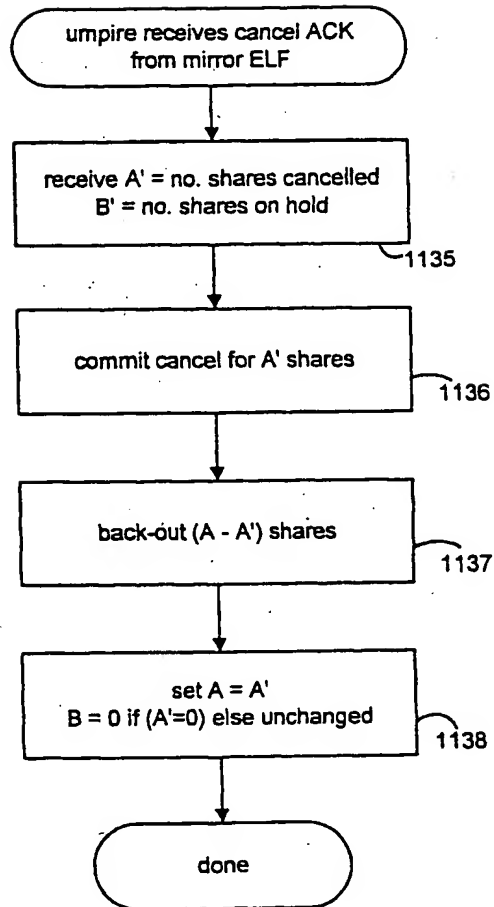 umpire receives cancel ACK
from mirror ELF
receive A' = no. shares cancelled
B' = no. shares on hold
1135
commit cancel for A' shares
1136
back-out (A - A') shares
1137
set A = A'
B = 0 if (A'=0) else unchanged
1138
done